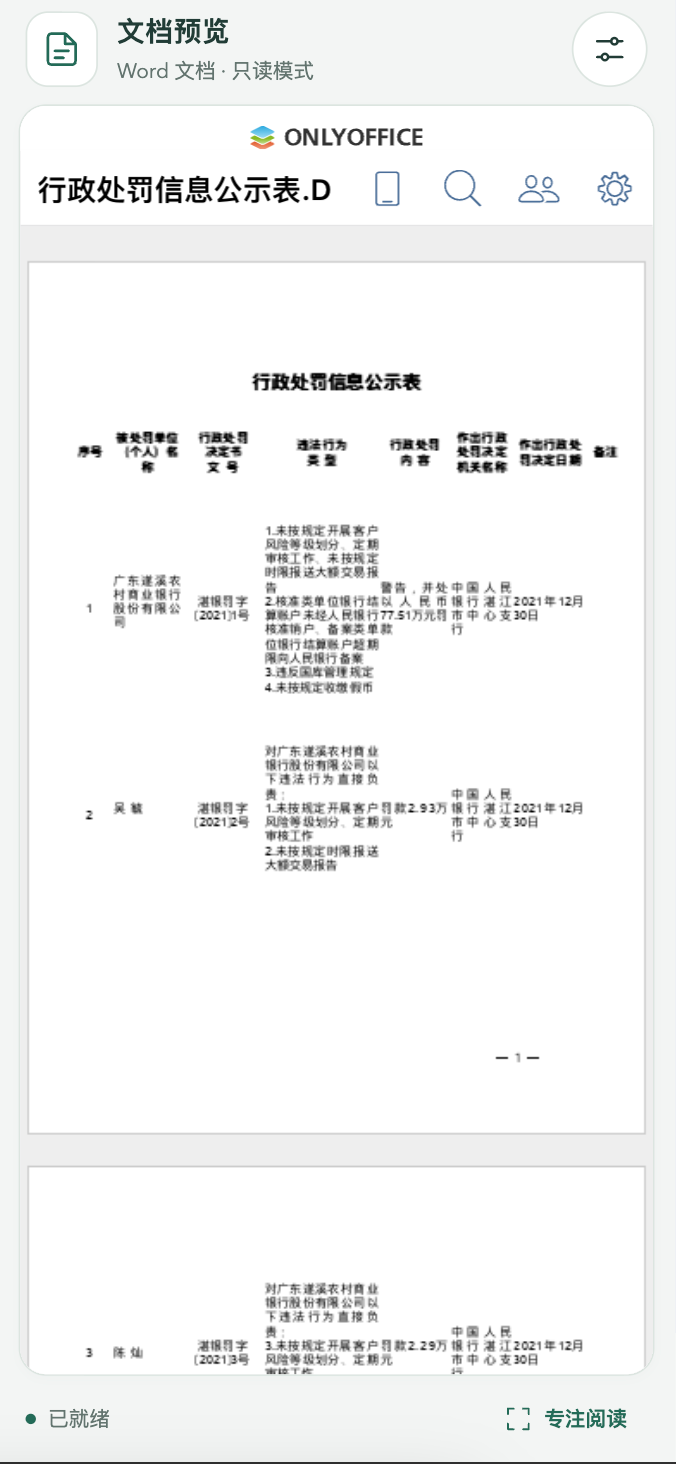 文档预览
Word 文档 · 只读模式
ONLYOFFICE
行政处罚信息公示表.D
行政处罚信息公示表
序号
被处罚单位
（个人）名
称
行政处罚
决定书
文 号
违法行为
类 型
行政处罚
内 容
作出行政
处罚决定
机关名称
作出行政处
罚决定日期
备注
1
广东遂溪农
村商业银行
股份有限公
司
湛银罚字
[2021]1号
1.未按规定开展客户
风险等级划分、定期
审核工作、未按规定
时限报送大额交易报
告
2.核准类单位银行结
算账户未经人民银行
核准销户、备案类单
位银行结算账户超期
限向人民银行备案
3.违反国库管理规定
4.未按规定收缴假币
警告，并处
以人民币
77.51万元罚
款
中国人民
银行湛江
市中心支
行
2021年12月
30日
2
吴 毓
湛银罚字
[2021]2号
对广东遂溪农村商业
银行股份有限公司以
下违法行为直接负
责：
1.未按规定开展客户
风险等级划分、定期
审核工作
2.未按规定时限报送
大额交易报告
罚款2.93万
元
中国人民
银行湛江
市中心支
行
2021年12月
30日
— 1 —
3
陈 灿
湛银罚字
[2021]3号
对广东遂溪农村商业
银行股份有限公司以
下违法行为直接负
责：
3.未按规定开展客户
风险等级划分、定期
审核工作
罚款2.29万
元
中国人民
银行湛江
市中心支
行
2021年12月
30日
已就绪
专注阅读